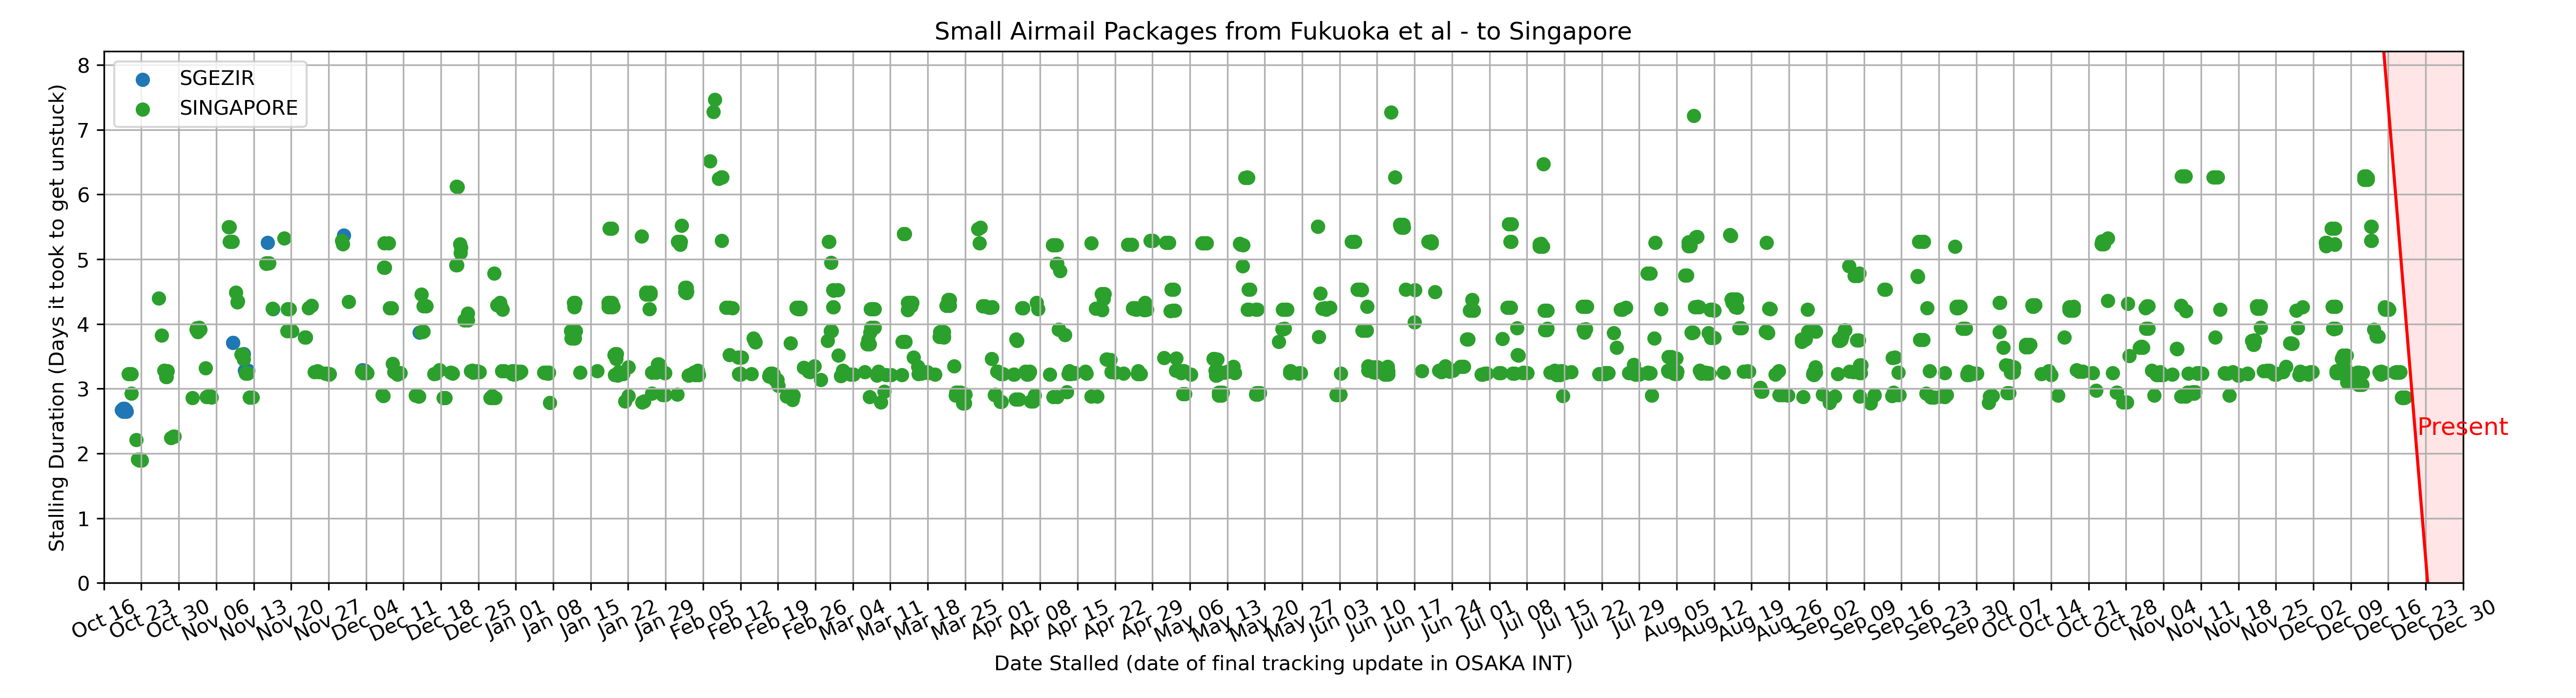 Small Airmail Packages from Fukuoka et al - to Singapore
SGEZIR
SINGAPORE
Stalling Duration (Days it took to get unstuck)
8
7
6
5
4
3
2
1
0
Present
Oct 16
Oct 23
Oct 30
Nov 06
Nov 13
Nov 20
Nov 27
Dec 04
Dec 11
Dec 18
Dec 25
Jan 01
Jan 08
Jan 15
Jan 22
Jan 29
Feb 05
Feb 12
Feb 19
Feb 26
Mar 04
Mar 11
Mar 18
Mar 25
Apr 01
Apr 08
Apr 15
Apr 22
Apr 29
May 06
May 13
May 20
May 27
Jun 03
Jun 10
Jun 17
Jun 24
Jul 01
Jul 08
Jul 15
Jul 22
Jul 29
Aug 05
Aug 12
Aug 19
Aug 26
Sep 02
Sep 09
Sep 16
Sep 23
Sep 30
Oct 07
Oct 14
Oct 21
Oct 28
Nov 04
Nov 11
Nov 18
Nov 25
Dec 02
Dec 09
Dec 16
Dec 23
Dec 30
Date Stalled (date of final tracking update in OSAKA INT)